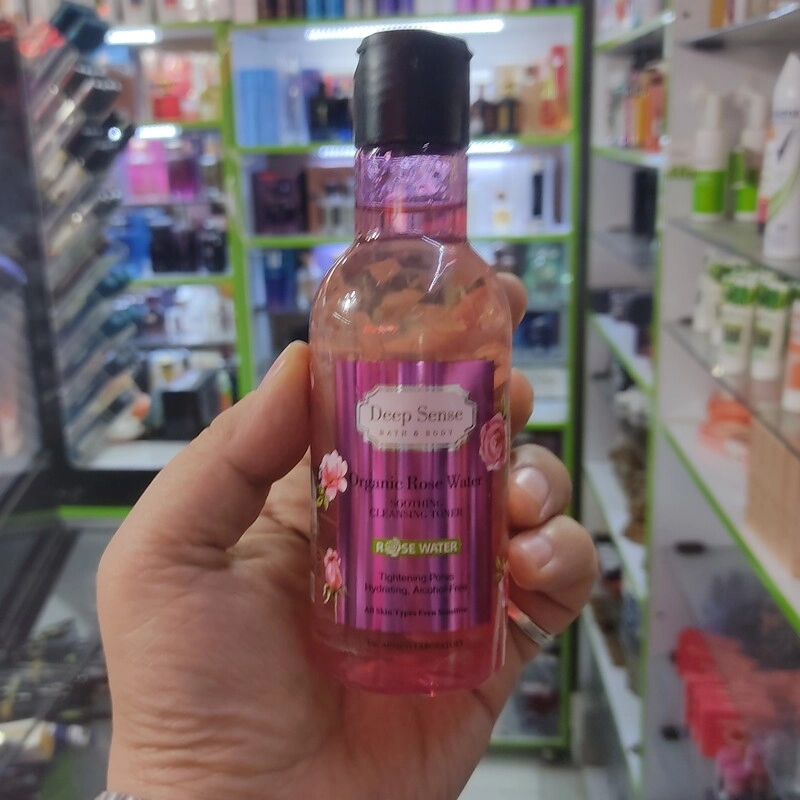 Deep Sense
BATH & BODY
Organic Rose Water
SOOTHING
CLEANSING TONER
ROSE WATER
Tightening Pores
Hydrating, Alcohol Free
All Skin Types Even Sensitive